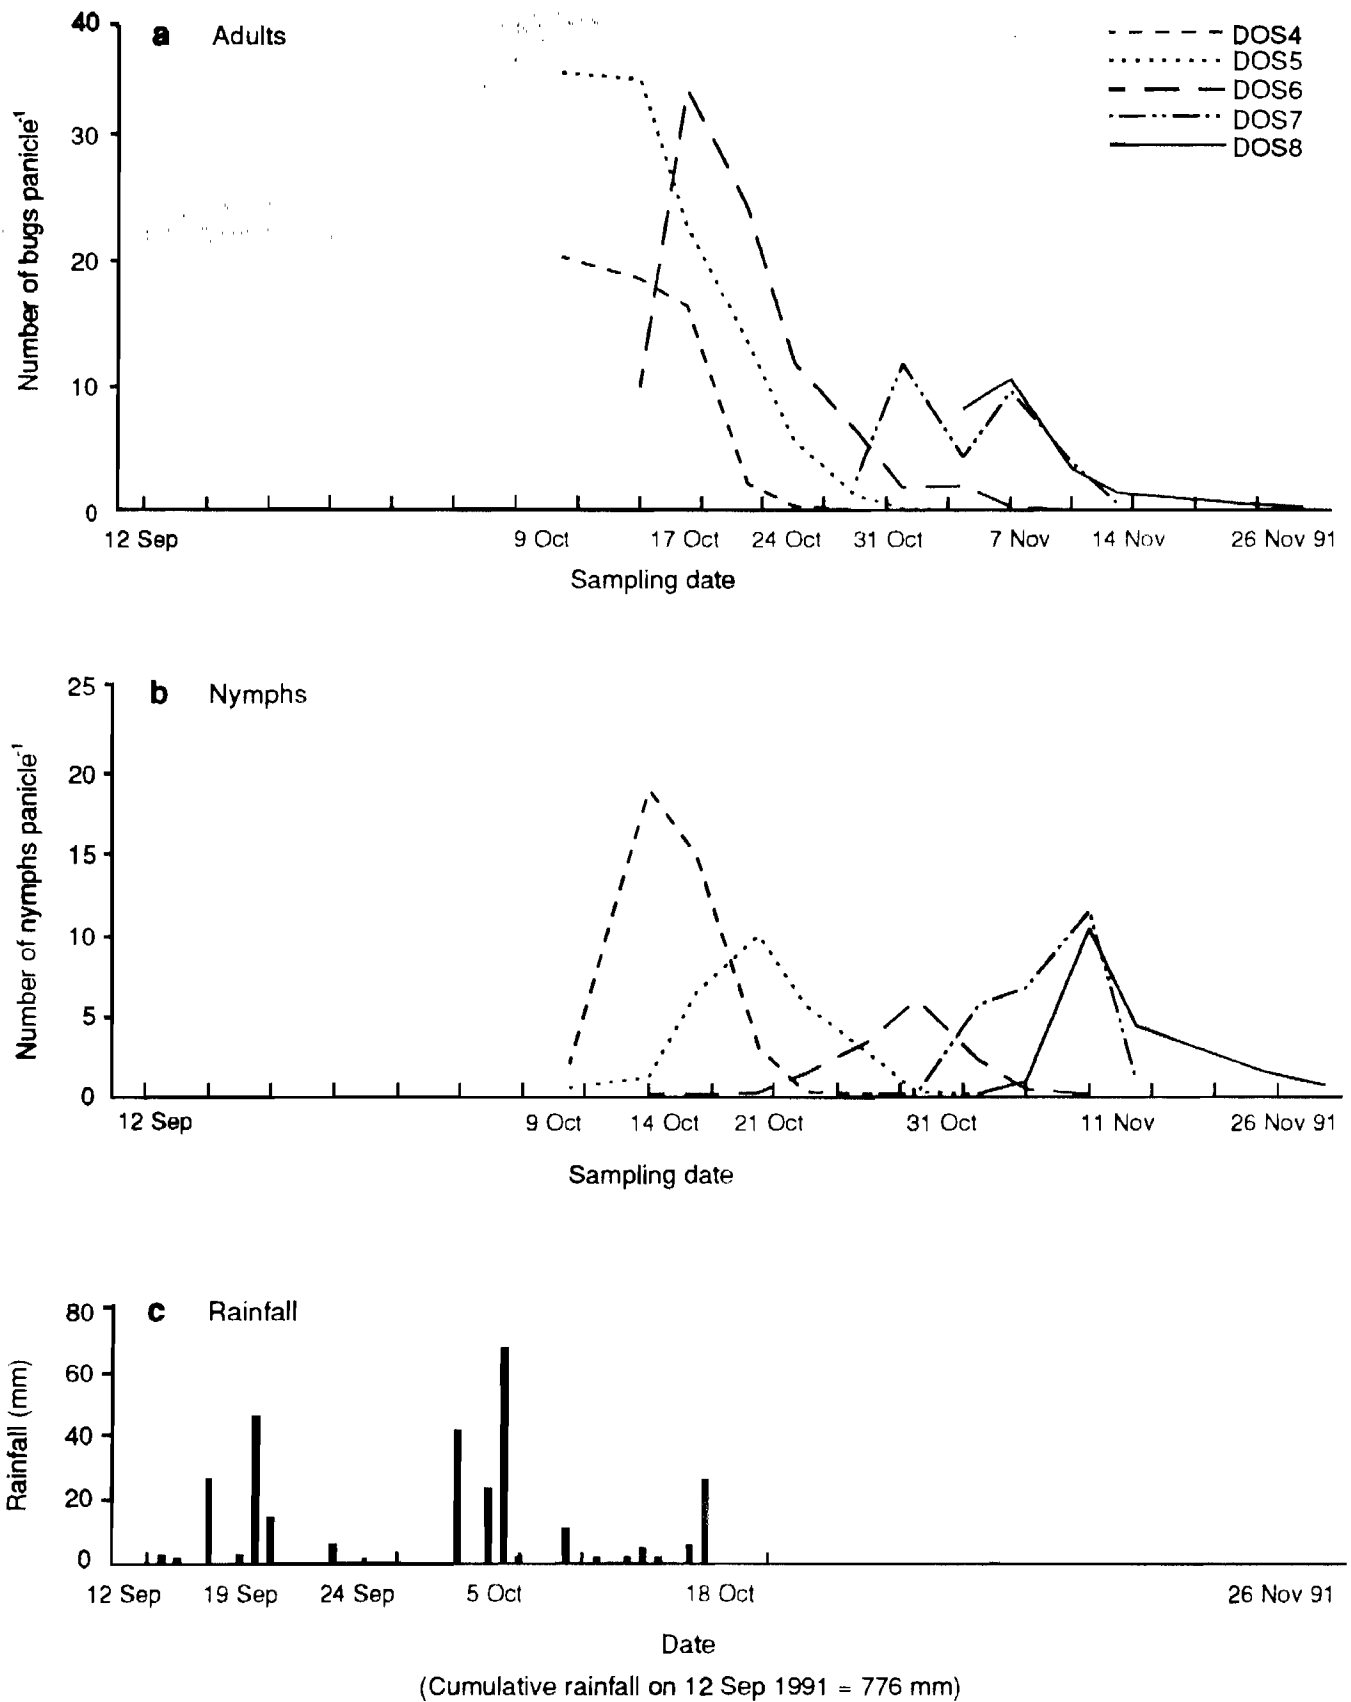 a Adults
DOS4
DOS5
DOS6
DOS7
DOS8
Number of bugs panicle⁻¹
40
30
20
10
0
12 Sep 9 Oct 17 Oct 24 Oct 31 Oct 7 Nov 14 Nov 26 Nov 91
Sampling date
b Nymphs
Number of nymphs panicle⁻¹
25
20
15
10
5
0
12 Sep 9 Oct 14 Oct 21 Oct 31 Oct 11 Nov 26 Nov 91
Sampling date
c Rainfall
Rainfall (mm)
80
60
40
20
0
12 Sep 19 Sep 24 Sep 5 Oct 18 Oct 26 Nov 91
Date
(Cumulative rainfall on 12 Sep 1991 = 776 mm)